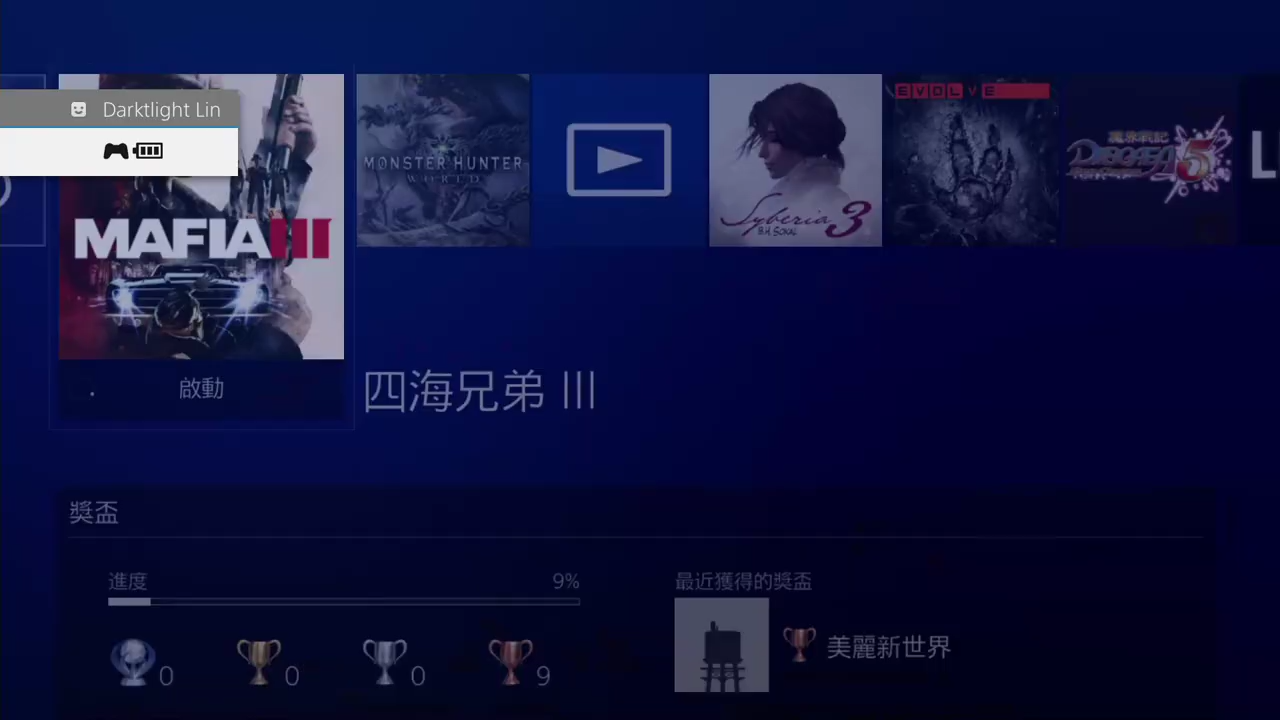 Darktlight Lin
MAFIA III
MONSTER HUNTER
WORLD
Syberia 3
B.H. SOKAL
EVOLVE
魔界戦記
DISGAEA 5
L
啟動
四海兄弟 III
獎盃
進度
9%
最近獲得的獎盃
0
0
0
9
美麗新世界